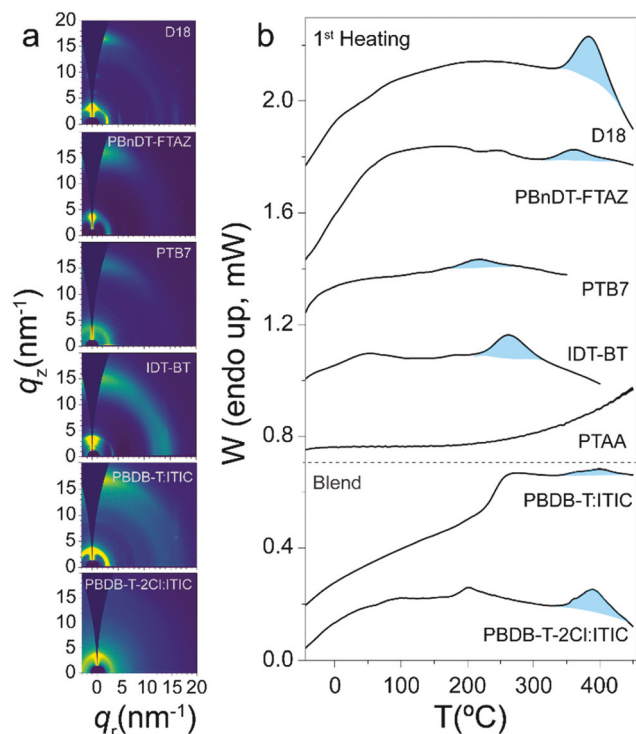 a
20
15
10
5
0
D18
15
10
5
0
PBnDT-FTAZ
15
10
5
0
PTB7
15
10
5
0
IDT-BT
15
10
5
0
PBDB-T:ITIC
15
10
5
0
PBDB-T-2Cl:ITIC
0 5 10 15 20
qz(nm-1)
qr(nm-1)
b
1st Heating
D18
PBnDT-FTAZ
PTB7
IDT-BT
PTAA
Blend
PBDB-T:ITIC
PBDB-T-2Cl:ITIC
2.0
1.6
1.2
0.8
0.4
0.0
W (endo up, mW)
0 100 200 300 400
T(ºC)